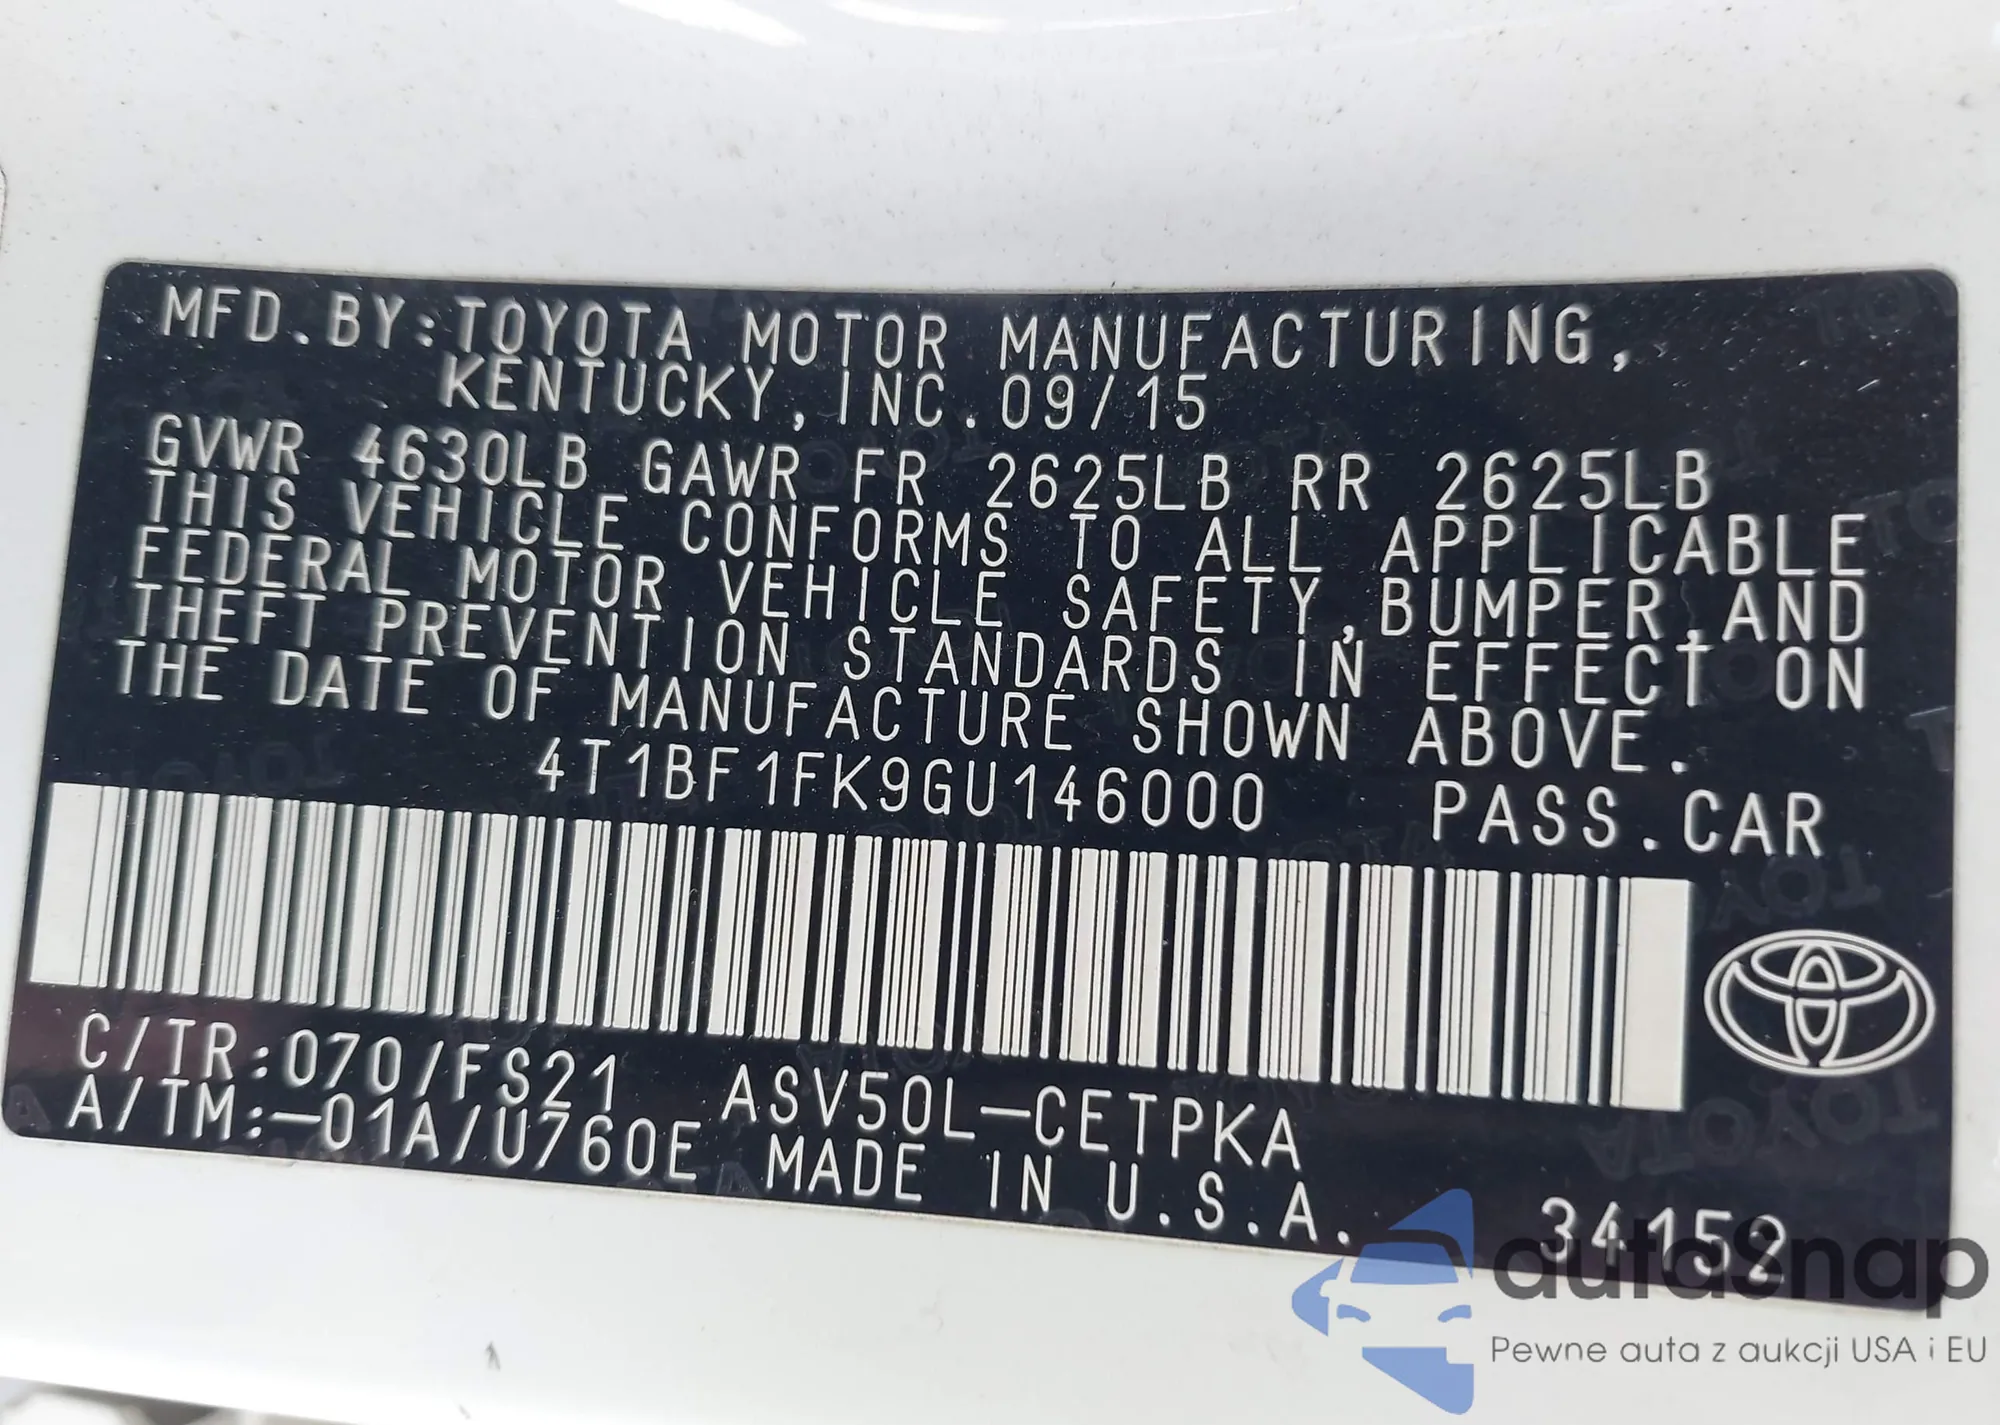 MFD.BY:TOYOTA MOTOR MANUFACTURING,
KENTUCKY,INC.09/15
GVWR 4630LB GAWR FR 2625LB RR 2625LB
THIS VEHICLE CONFORMS TO ALL APPLICABLE
FEDERAL MOTOR VEHICLE SAFETY,BUMPER,AND
THEFT PREVENTION STANDARDS IN EFFECT ON
THE DATE OF MANUFACTURE SHOWN ABOVE.
4T1BF1FK9GU146000 PASS.CAR
C/TR:070/FS21 ASV50L-CETPKA
A/TM:-01A/U760E MADE IN U.S.A.
34152
autosnap
Pewne auta z aukcji USA i EU